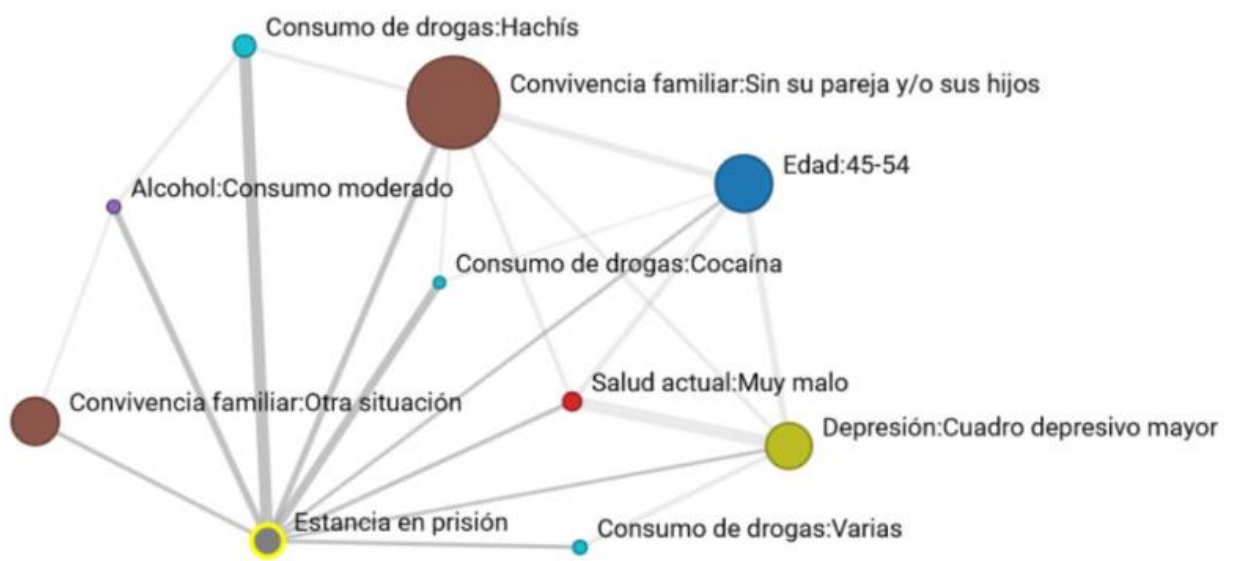 Consumo de drogas:Hachís
Convivencia familiar:Sin su pareja y/o sus hijos
Edad:45-54
Alcohol:Consumo moderado
Consumo de drogas:Cocaína
Salud actual:Muy malo
Convivencia familiar:Otra situación
Depresión:Cuadro depresivo mayor
Estancia en prisión
Consumo de drogas:Varias